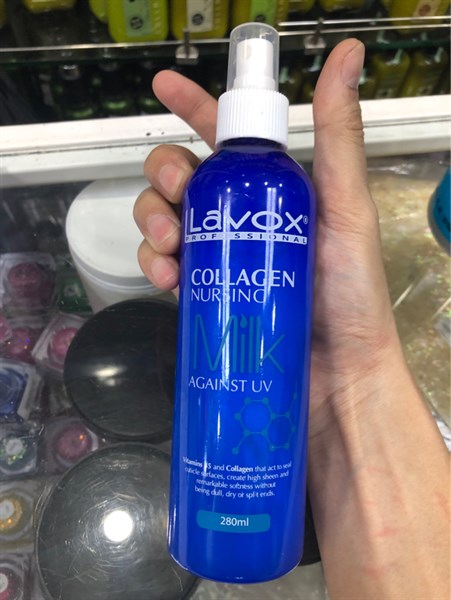 Lavox®
PROFESSIONAL
COLLAGEN
NURSING
Milk
AGAINST UV
Vitamins B5 and Collagen that act to seal
cuticle surfaces, create high sheen and
remarkable softness without
being dull, dry or split ends.
280ml